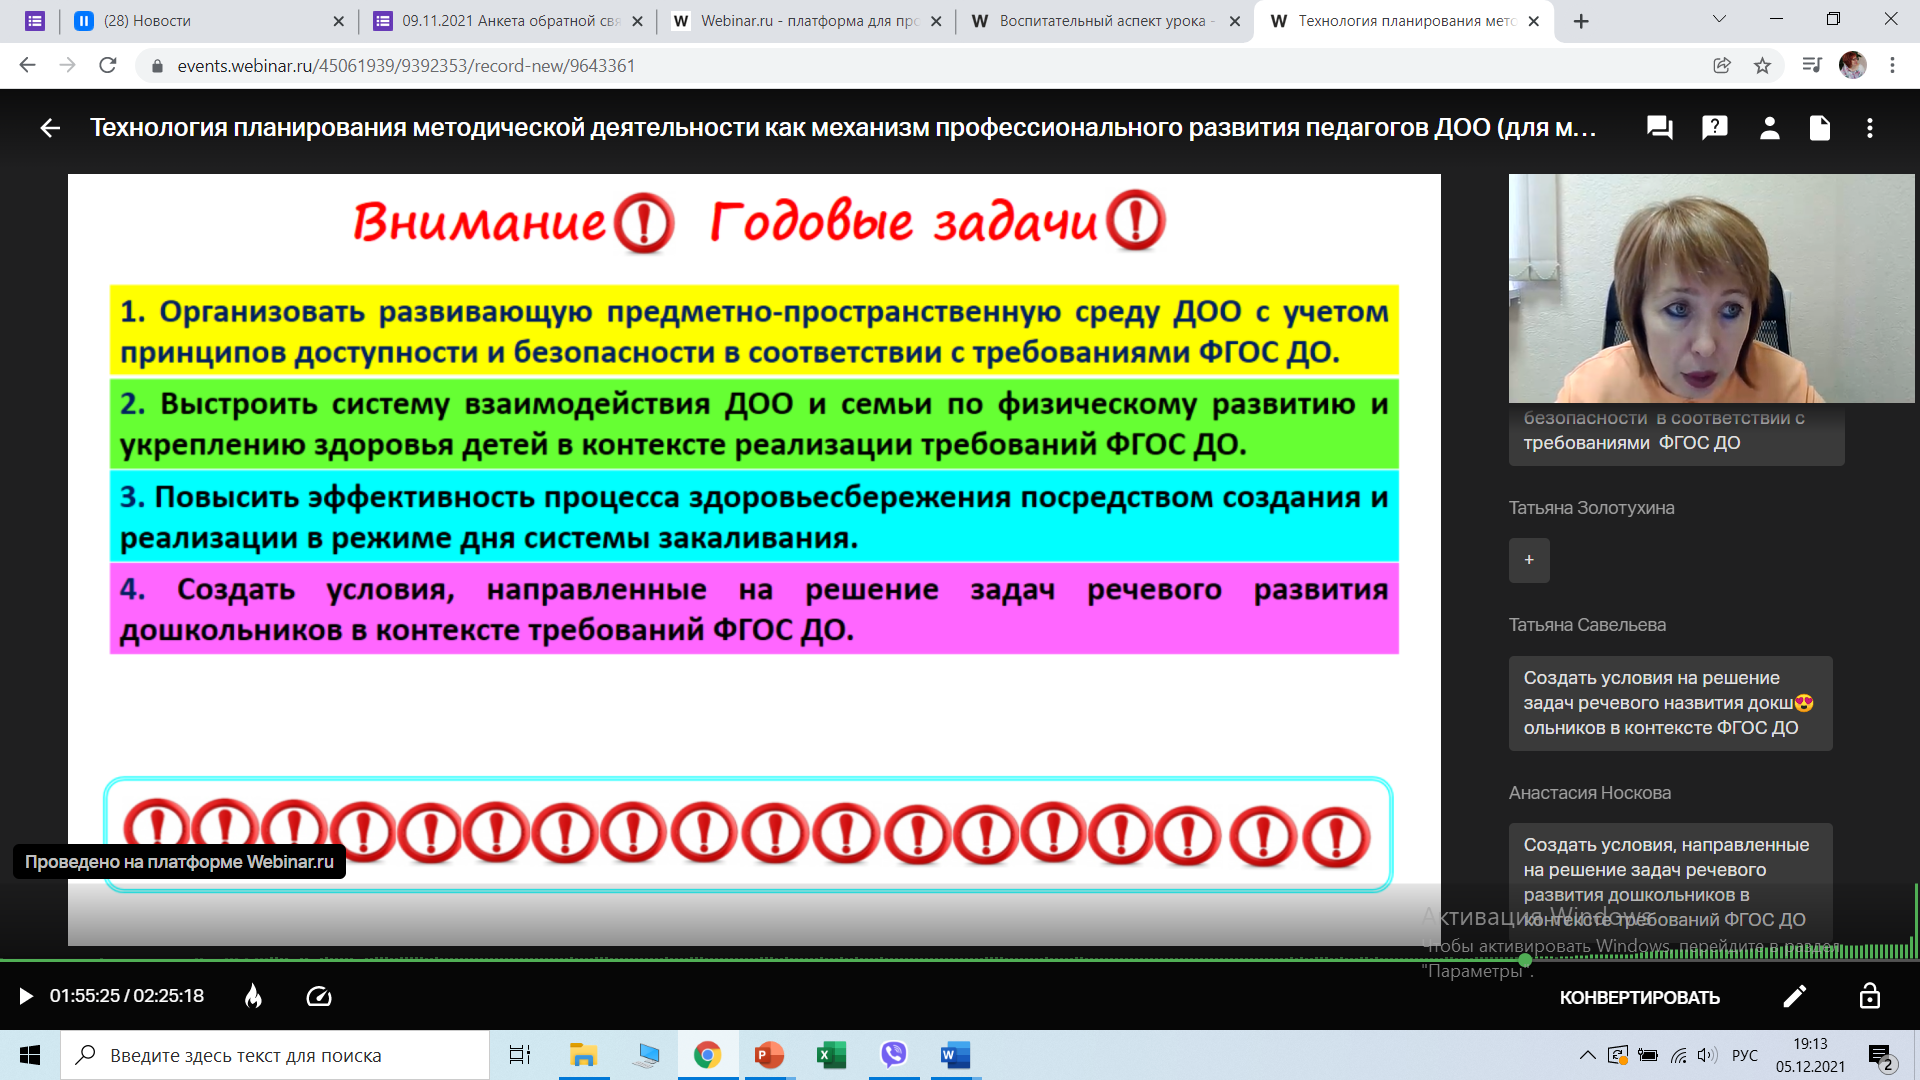 (28) Новости
09.11.2021 Анкета обратной свя
Webinar.ru - платформа для про
Воспитательный аспект урока -
Технология планирования мето
events.webinar.ru/45061939/9392353/record-new/9643361
Технология планирования методической деятельности как механизм профессионального развития педагогов ДОО (для м...
Внимание! Годовые задачи!
1. Организовать развивающую предметно-пространственную среду ДОО с учетом
принципов доступности и безопасности в соответствии с требованиями ФГОС ДО.
2. Выстроить систему взаимодействия ДОО и семьи по физическому развитию и
укреплению здоровья детей в контексте реализации требований ФГОС ДО.
3. Повысить эффективность процесса здоровьесбережения посредством создания и
реализации в режиме дня системы закаливания.
4. Создать условия, направленные на решение задач речевого развития
дошкольников в контексте требований ФГОС ДО.
Проведено на платформе Webinar.ru
безопасности в соответствии с
требованиями ФГОС ДО
Татьяна Золотухина
+
Татьяна Савельева
Создать условия на решение
задач речевого назвития докш😍
ольников в контексте ФГОС ДО
Анастасия Носкова
Создать условия, направленные
на решение задач речевого
развития дошкольников в
контексте требований ФГОС ДО
Активация Windows
Чтобы активировать Windows, перейдите в раздел
"Параметры".
01:55:25 / 02:25:18
КОНВЕРТИРОВАТЬ
Введите здесь текст для поиска
РУС
19:13
05.12.2021
2